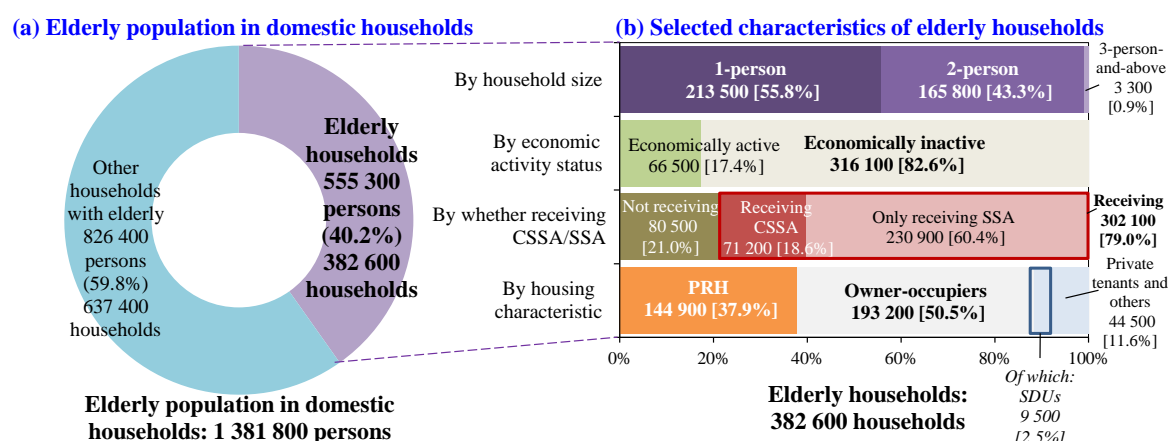 (a) Elderly population in domestic households
Elderly
households
555 300
persons
(40.2%)
382 600
households
Other
households
with elderly
826 400
persons
(59.8%)
637 400
households
Elderly population in domestic
households: 1 381 800 persons
(b) Selected characteristics of elderly households
By household size
1-person
213 500 [55.8%]
2-person
165 800 [43.3%]
3-person-
and-above
3 300
[0.9%]
By economic
activity status
Economically active
66 500 [17.4%]
Economically inactive
316 100 [82.6%]
By whether receiving
CSSA/SSA
Not receiving
80 500
[21.0%]
Receiving
CSSA
71 200 [18.6%]
Only receiving SSA
230 900 [60.4%]
Receiving
302 100
[79.0%]
By housing
characteristic
PRH
144 900 [37.9%]
Owner-occupiers
193 200 [50.5%]
Private
tenants and
others
44 500
[11.6%]
0%
20%
40%
60%
80%
100%
Elderly households:
382 600 households
Of which:
SDUs
9 500
[2.5%]